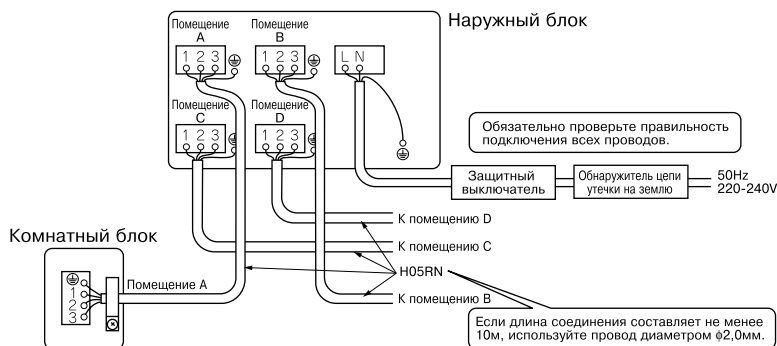 Наружный блок
Помещение Помещение
A B
1 2 3 1 2 3 L N
Помещение Помещение
C D
1 2 3 1 2 3
Обязательно проверьте правильность
подключения всех проводов.
Защитный
выключатель
Обнаружитель цепи
утечки на землю
50Hz
220-240V
К помещению D
К помещению C
H05RN
К помещению B
Комнатный блок
Помещение A
1
2
3
Если длина соединения составляет не менее
10м, используйте провод диаметром ϕ2,0мм.